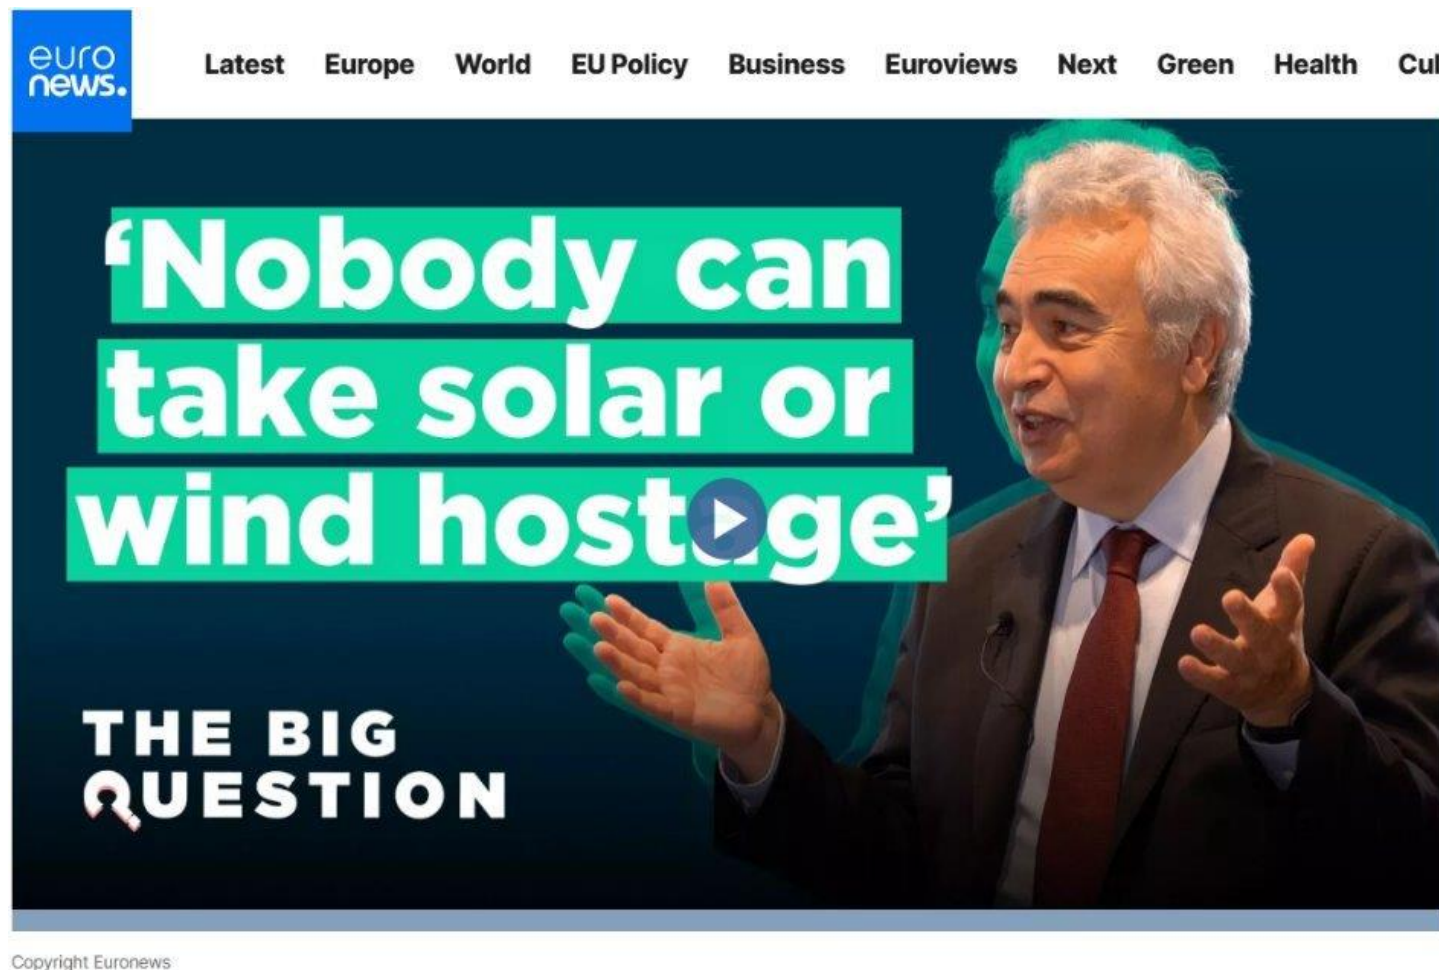 euro
news.
Latest Europe World EU Policy Business Euroviews Next Green Health Cul
‘Nobody can
take solar or
wind hostage’
THE BIG
QUESTION
Copyright Euronews